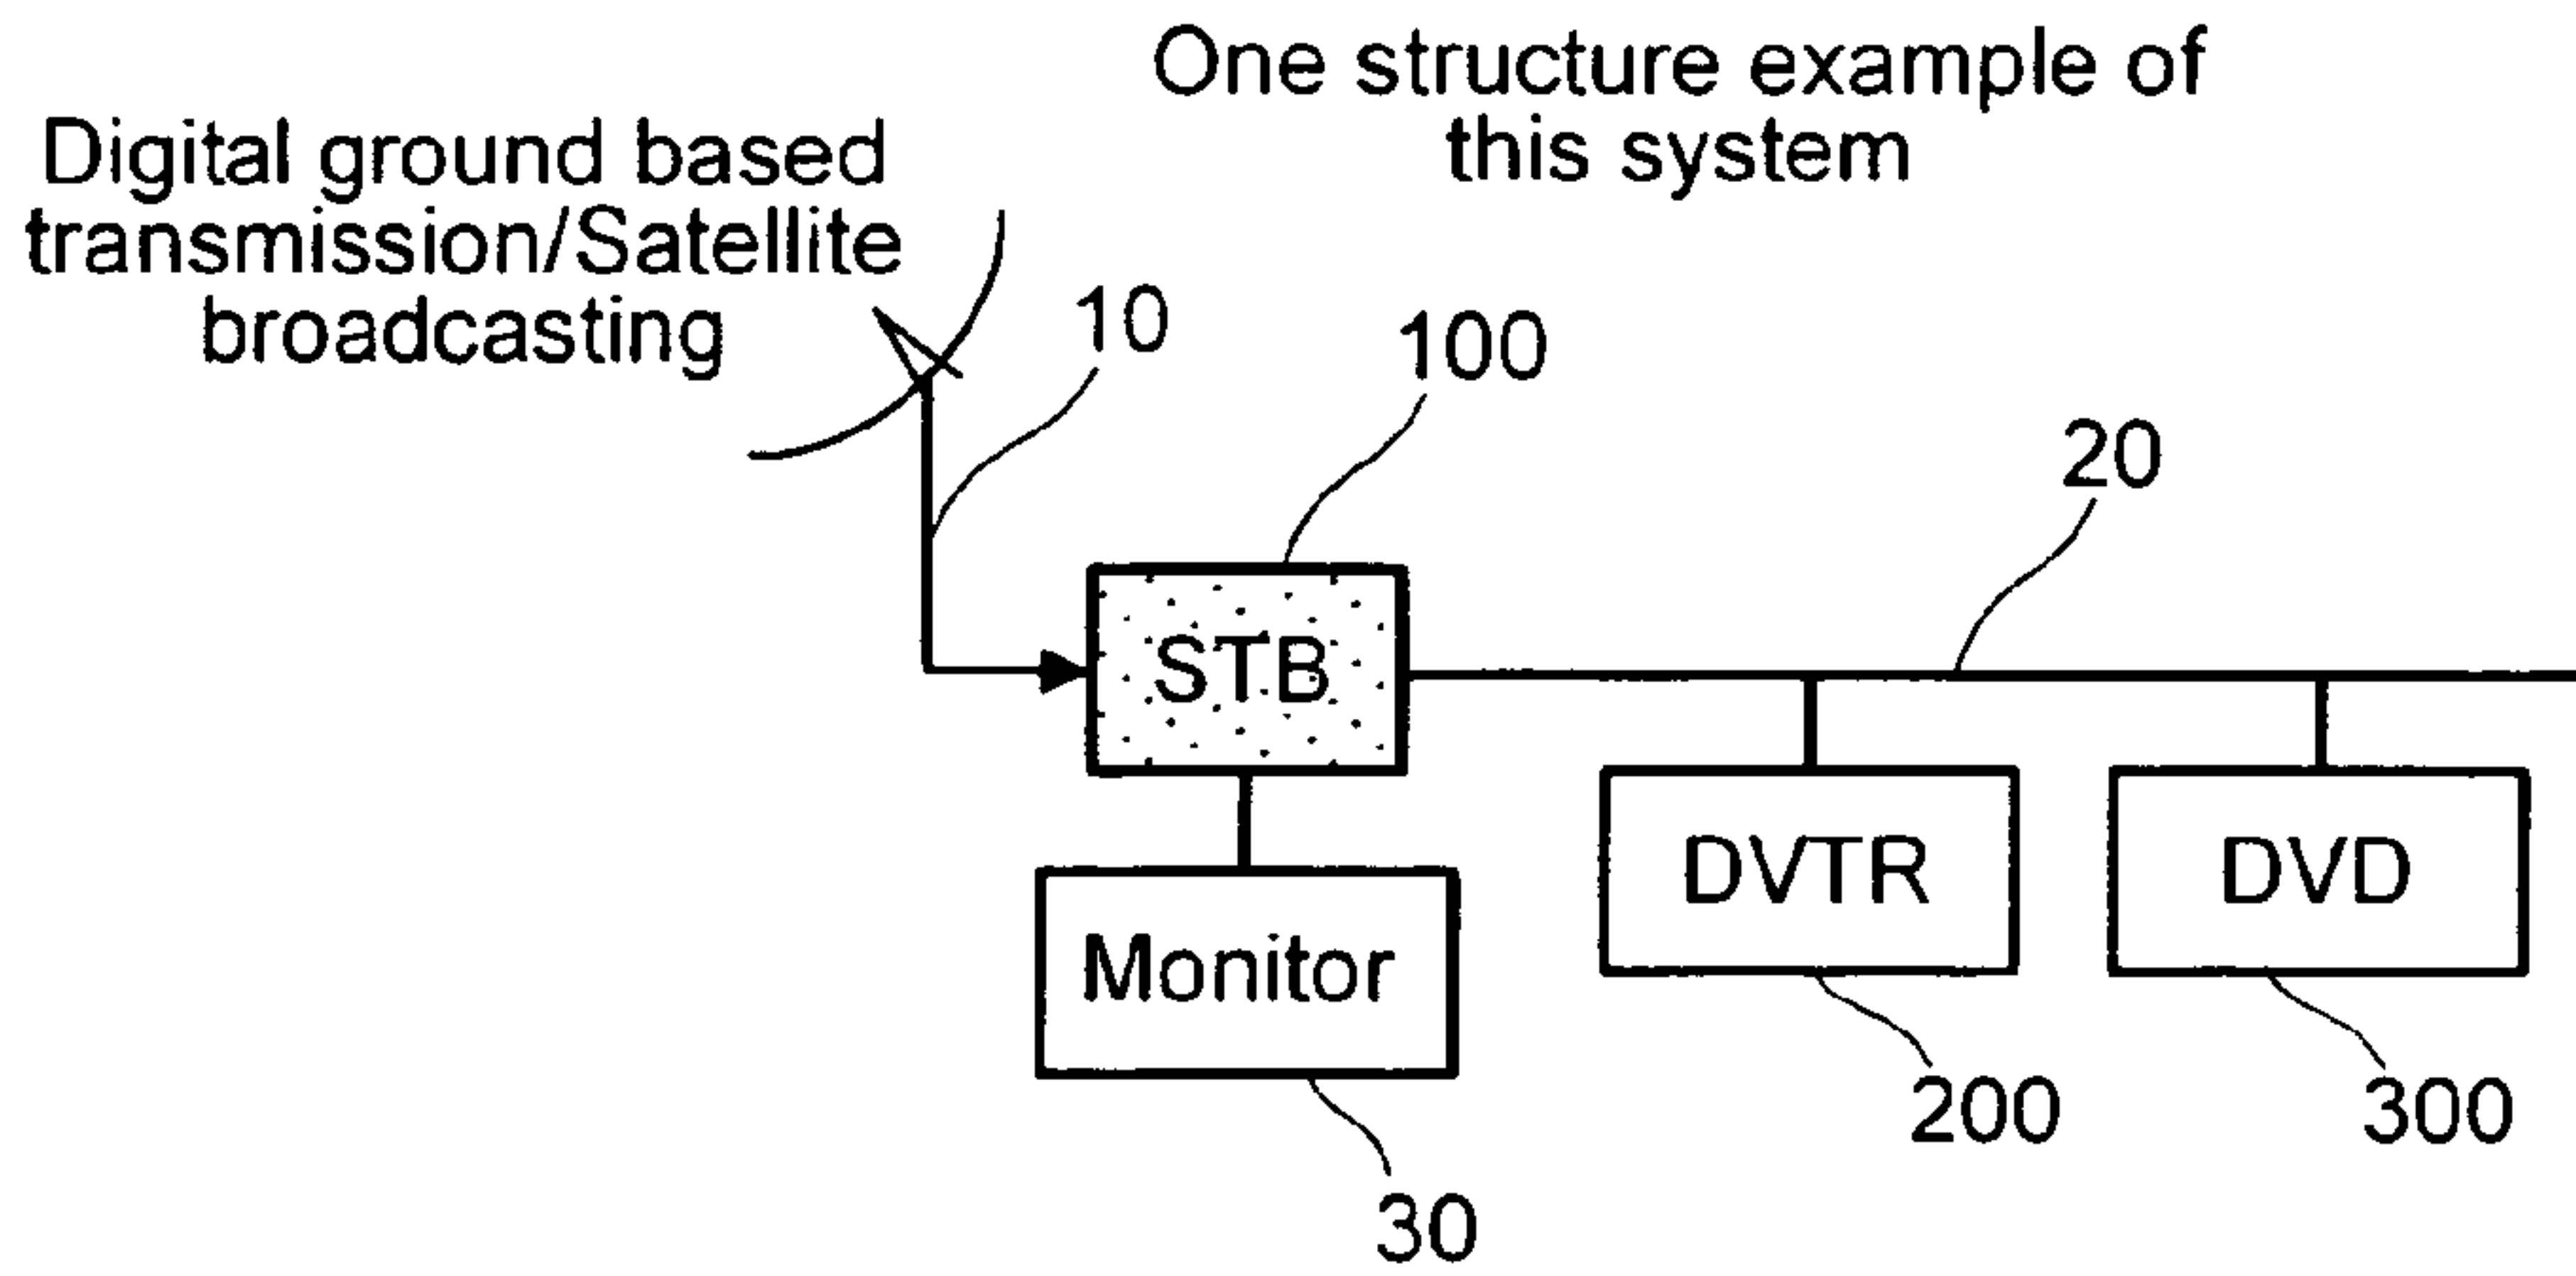 One structure example of
this system
Digital ground based
transmission/Satellite
broadcasting
10
100
20
STB
DVTR
DVD
Monitor
200
300
30